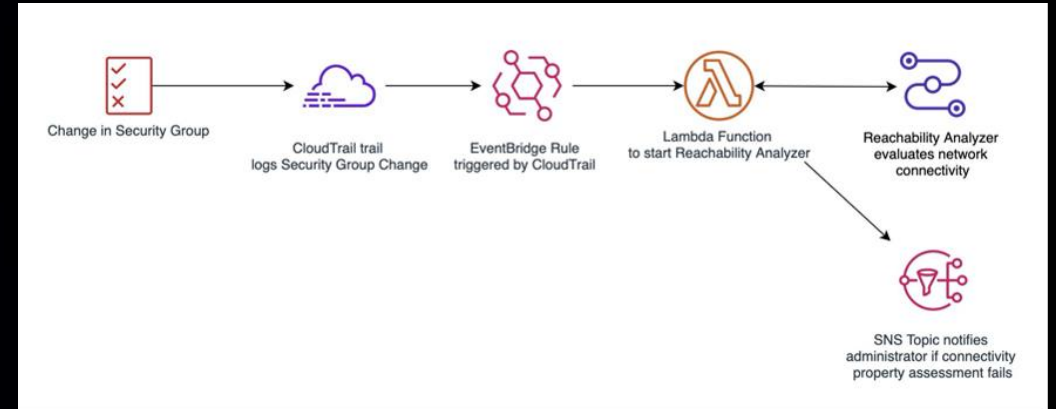 Change in Security Group
CloudTrail trail
logs Security Group Change
EventBridge Rule
triggered by CloudTrail
Lambda Function
to start Reachability Analyzer
Reachability Analyzer
evaluates network
connectivity
SNS Topic notifies
administrator if connectivity
property assessment fails